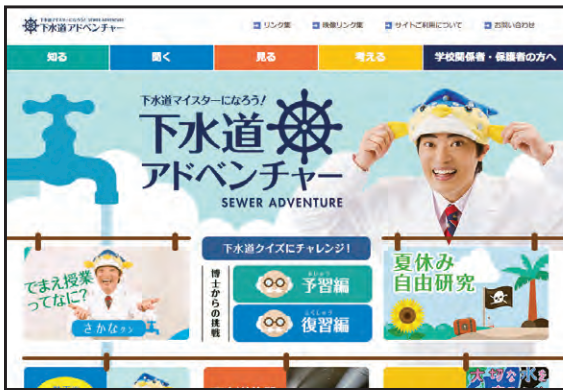 下水道アドベンチャー
リンク集
映像リンク集
サイトご利用について
お問い合わせ
知る
聞く
見る
考える
学校関係者・保護者の方へ
下水道マイスターになろう!
下水道
アドベンチャー
SEWER ADVENTURE
でまえ授業
ってなに?
さかなクン
下水道クイズにチャレンジ!
博士からの挑戦
よしゅう
予習編
ふくしゅう
復習編
夏休み
自由研究
大切な水を